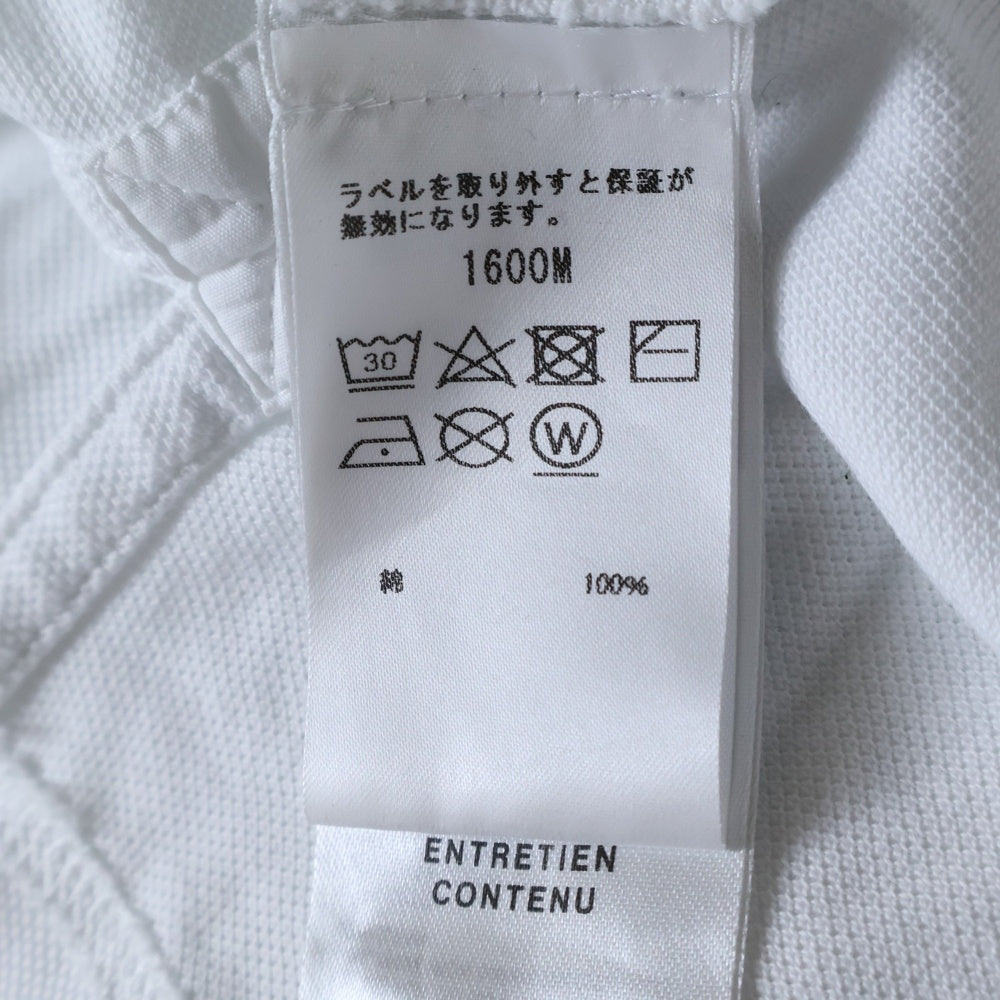 ラベルを取り外すと保証が
無効になります。
1600M
30
W
綿 100%
ENTRETIEN
CONTENU